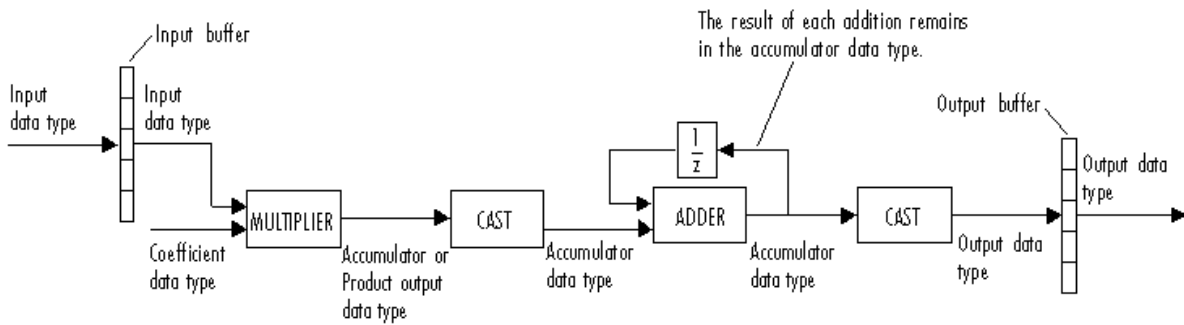 Input buffer
The result of each addition remains
in the accumulator data type.
Input
data type
Input
data type
Output buffer
1
z
Output data
type
MULTIPLIER
CAST
ADDER
CAST
Coefficient
data type
Accumulator or
Product output
data type
Accumulator
data type
Accumulator
data type
Output data
type